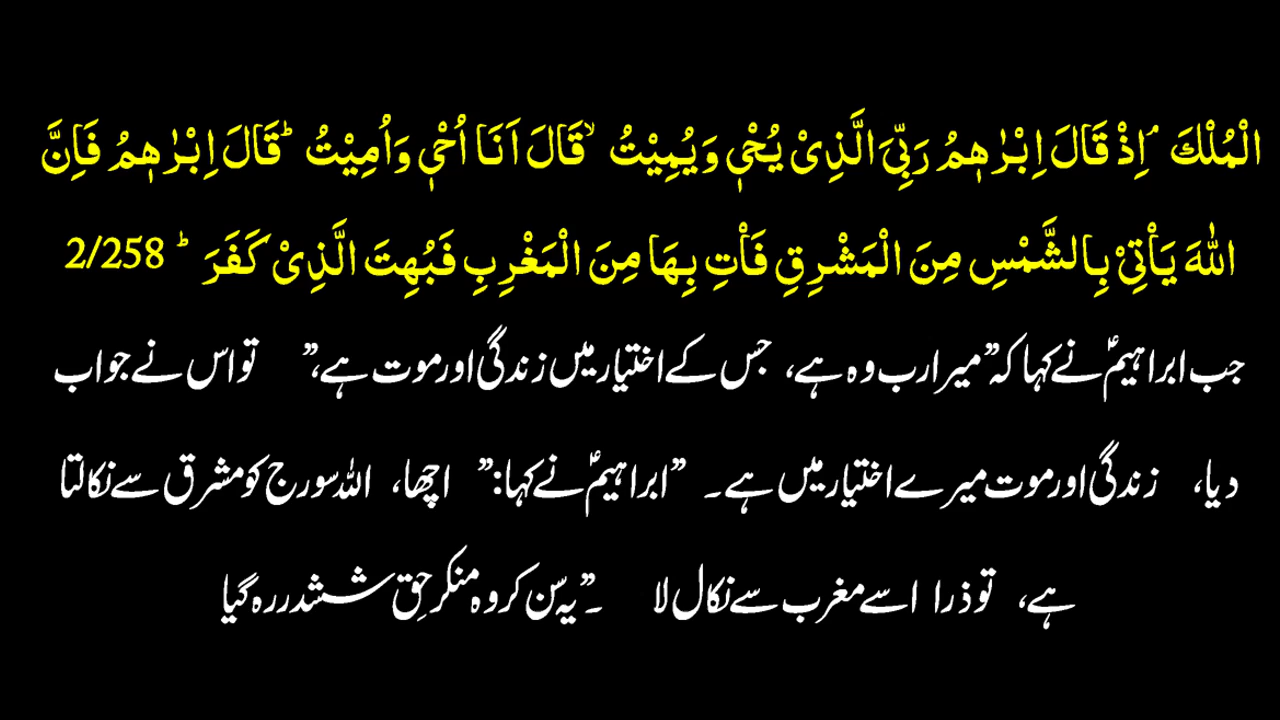 الْمُلْكَ ۘ اِذْ قَالَ اِبْرٰهٖمُ رَبِّیَ الَّذِیْ یُحْیٖ وَیُمِیْتُ ۙ قَالَ اَنَا اُحْیٖ وَاُمِیْتُ ؕ قَالَ اِبْرٰهٖمُ فَاِنَّ
اللّٰهَ یَاْتِیْ بِالشَّمْسِ مِنَ الْمَشْرِقِ فَاْتِ بِهَا مِنَ الْمَغْرِبِ فَبُهِتَ الَّذِیْ كَفَرَ ؕ 2/258
جب ابراہیمؑ نے کہا کہ ”میرا رب وہ ہے، جس کے اختیار میں زندگی اور موت ہے،” تو اس نے جواب
دیا، زندگی اور موت میرے اختیار میں ہے۔ ”ابراہیمؑ نے کہا:” اچھا، اللہ سورج کو مشرق سے نکالتا
ہے، تو ذرا اسے مغرب سے نکال لا ۔”یہ سن کر وہ منکرِ حق ششدر رہ گیا